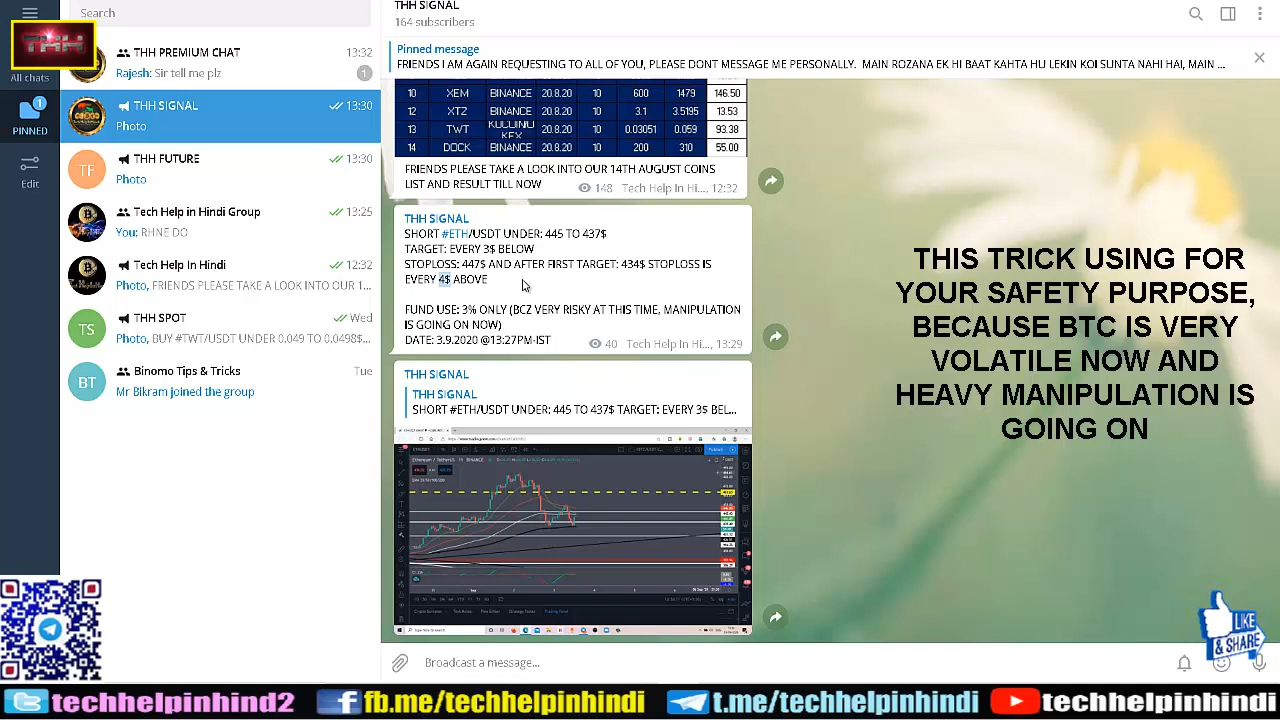 Search
THH
All chats
1
PINNED
Edit
THH PREMIUM CHAT
13:32
Rajesh: Sir tell me plz
1
THH SIGNAL
13:30
Photo
TF
THH FUTURE
13:30
Photo
Tech Help in Hindi Group
13:25
You: RHNE DO
Tech Help In Hindi
12:32
Photo, FRIENDS PLEASE TAKE A LOOK INTO OUR 1...
TS
THH SPOT
Wed
Photo, BUY #TWT/USDT UNDER 0.049 TO 0.0498$...
BT
Binomo Tips & Tricks
Tue
Mr Bikram joined the group
THH SIGNAL
164 subscribers
Pinned message
FRIENDS I AM AGAIN REQUESTING TO ALL OF YOU, PLEASE DONT MESSAGE ME PERSONALLY. MAIN ROZANA EK HI BAAT KAHTA HU LEKIN KOI SUNTA NAHI HAI, MAIN ...
10 XEM BINANCE 20.8.20 10 600 1479 146.50
12 XTZ BINANCE 20.8.20 10 3.1 3.5195 13.53
13 TWT KEX 20.8.20 10 0.03051 0.059 93.38
14 DOCK BINANCE 20.8.20 10 200 310 55.00
FRIENDS PLEASE TAKE A LOOK INTO OUR 14TH AUGUST COINS
LIST AND RESULT TILL NOW
148 Tech Help In Hi..., 12:32
THH SIGNAL
SHORT #ETH/USDT UNDER: 445 TO 437$
TARGET: EVERY 3$ BELOW
STOPLOSS: 447$ AND AFTER FIRST TARGET: 434$ STOPLOSS IS
EVERY 4$ ABOVE
FUND USE: 3% ONLY (BCZ VERY RISKY AT THIS TIME, MANIPULATION
IS GOING ON NOW)
DATE: 3.9.2020 @13:27PM-IST
40 Tech Help In Hi..., 13:29
THH SIGNAL
THH SIGNAL
SHORT #ETH/USDT UNDER: 445 TO 437$ TARGET: EVERY 3$ BEL...
Broadcast a message...
THIS TRICK USING FOR
YOUR SAFETY PURPOSE,
BECAUSE BTC IS VERY
VOLATILE NOW AND
HEAVY MANIPULATION IS
GOING ON
LIKE
& SHARE
techhelpinhindi2
fb.me/techhelpinhindi
t.me/techhelpinhindi
techhelpinhindi